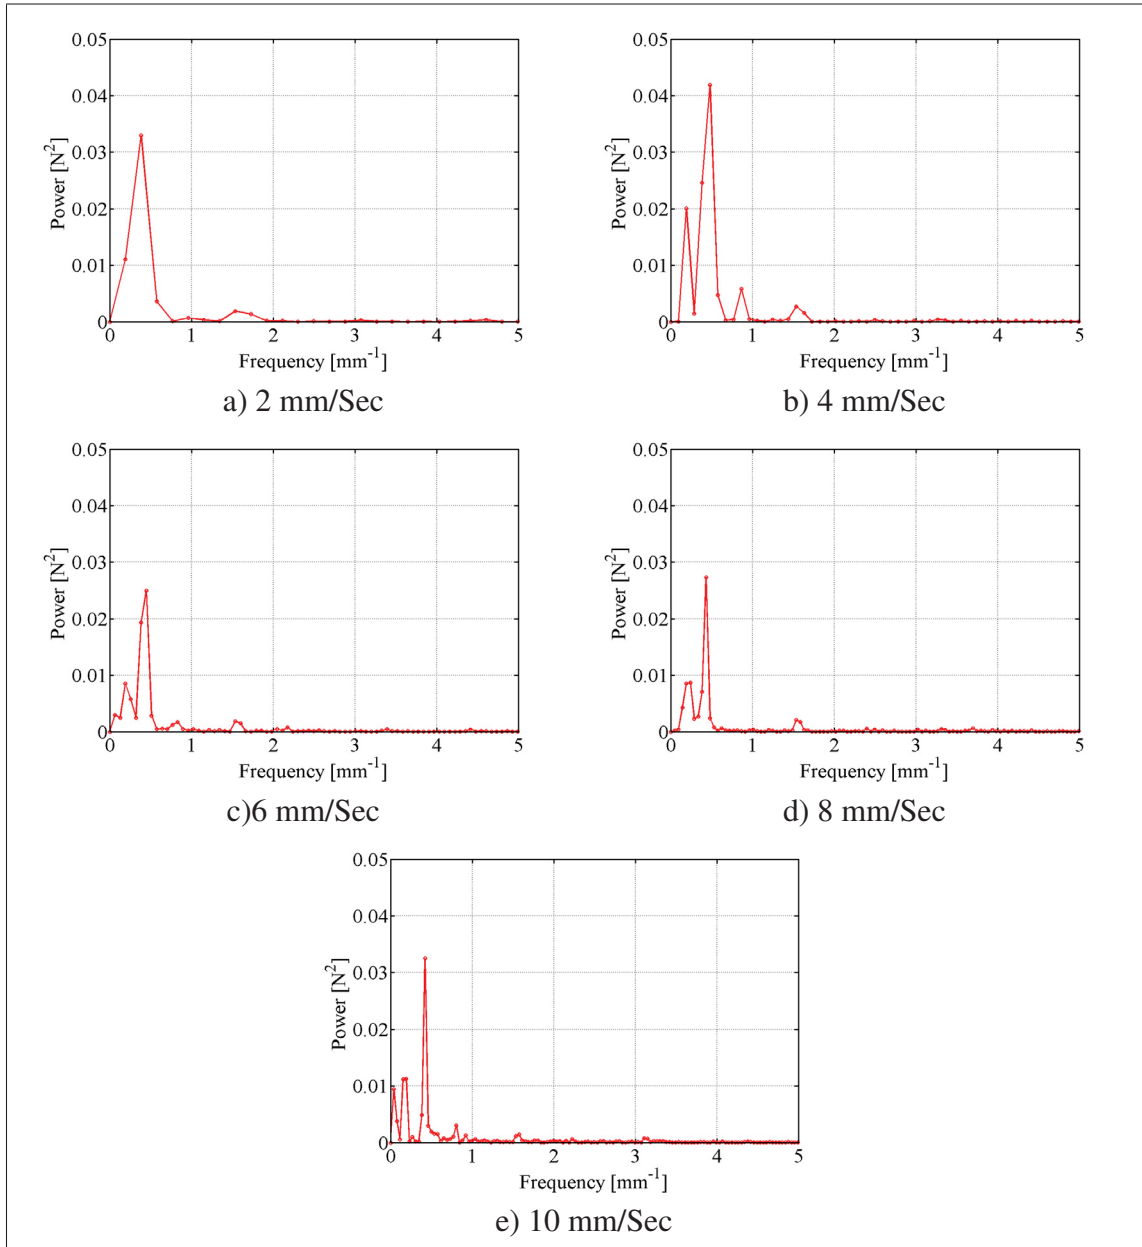 0.05
0.04
0.03
0.02
0.01
0
0 1 2 3 4 5
Power [N²]
Frequency [mm⁻¹]
a) 2 mm/Sec
0.05
0.04
0.03
0.02
0.01
0
0 1 2 3 4 5
Power [N²]
Frequency [mm⁻¹]
b) 4 mm/Sec
0.05
0.04
0.03
0.02
0.01
0
0 1 2 3 4 5
Power [N²]
Frequency [mm⁻¹]
c)6 mm/Sec
0.05
0.04
0.03
0.02
0.01
0
0 1 2 3 4 5
Power [N²]
Frequency [mm⁻¹]
d) 8 mm/Sec
0.05
0.04
0.03
0.02
0.01
0
0 1 2 3 4 5
Power [N²]
Frequency [mm⁻¹]
e) 10 mm/Sec